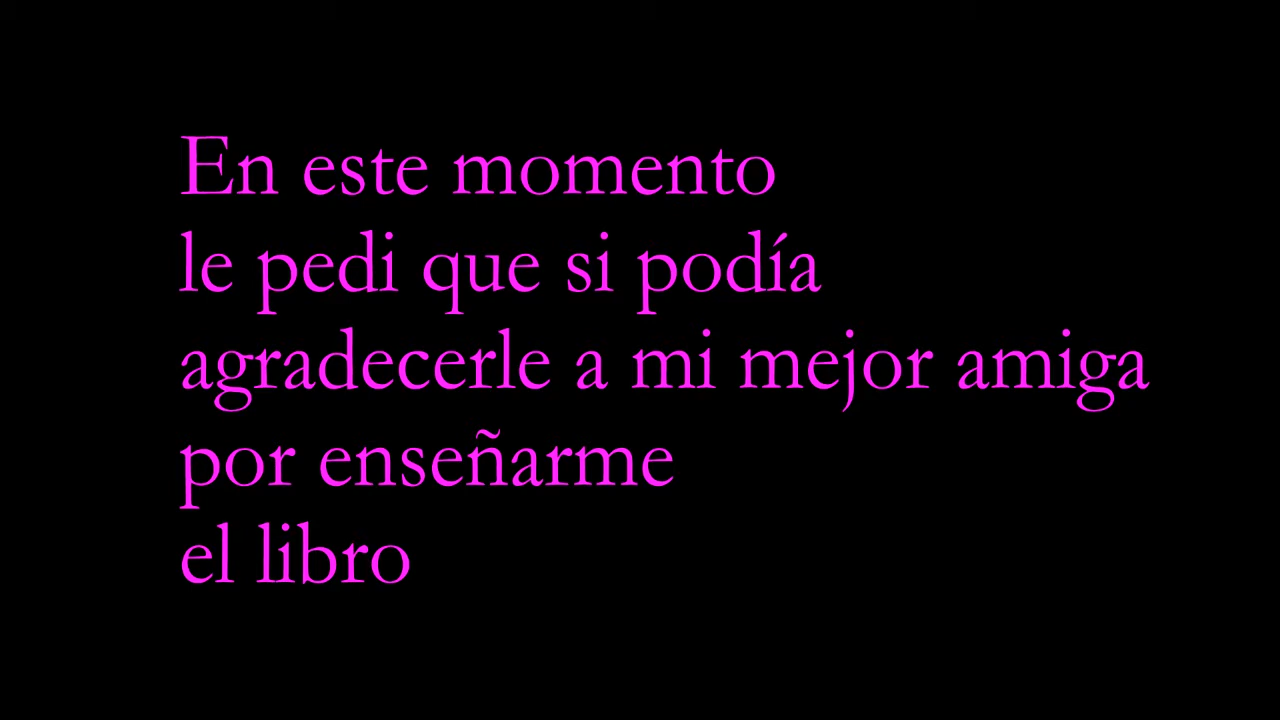 En este momento
le pedi que si podía
agradecerle a mi mejor amiga
por enseñarme
el libro